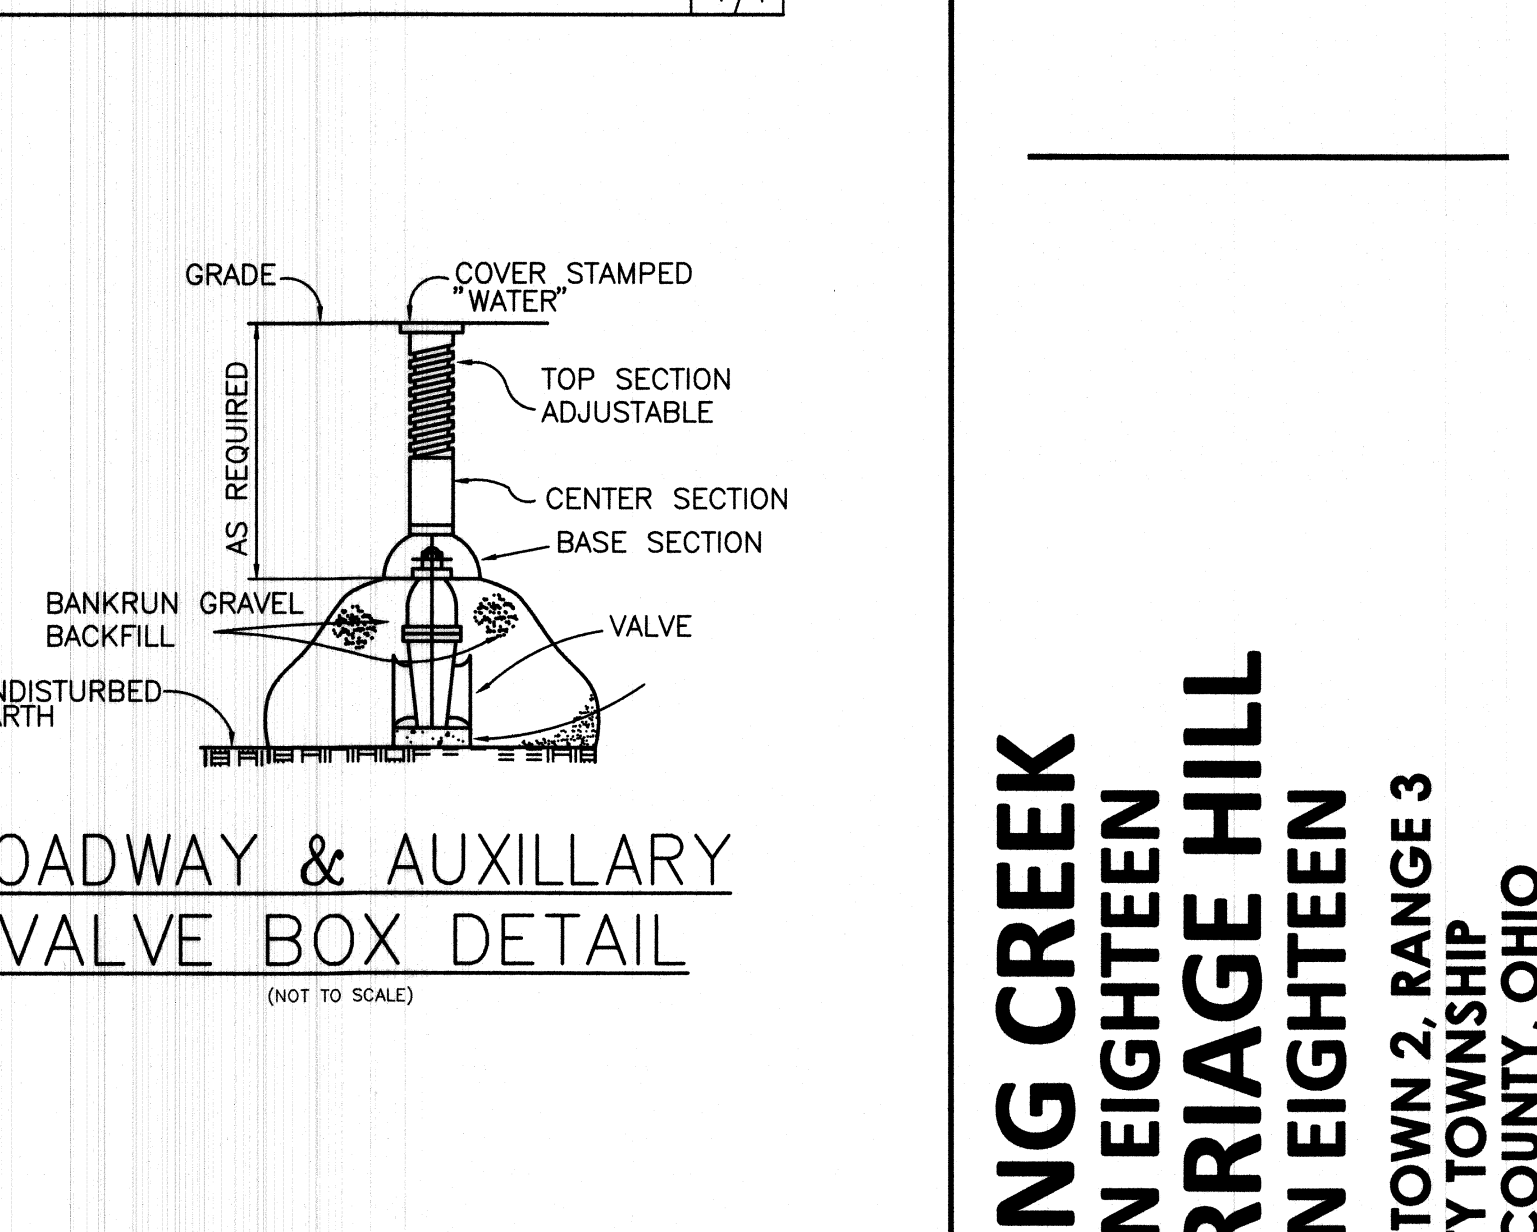 GRADE
COVER STAMPED
"WATER"
AS REQUIRED
TOP SECTION
ADJUSTABLE
CENTER SECTION
BASE SECTION
BANKRUN GRAVEL
BACKFILL
VALVE
NDISTURBED
ARTH
OADWAY & AUXILLARY
VALVE BOX DETAIL
(NOT TO SCALE)
NG CREEK
N EIGHTEEN
RRIAGE HILL
N EIGHTEEN
TOWN 2, RANGE 3
Y TOWNSHIP
COUNTY, OHIO